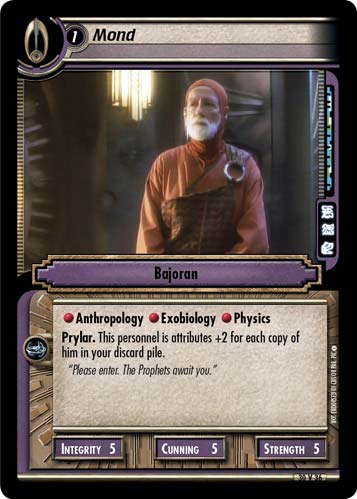 1 Mond
Bajoran
Anthropology Exobiology Physics
Prylar. This personnel is attributes +2 for each copy of
him in your discard pile.
"Please enter. The Prophets await you."
INTEGRITY 5 CUNNING 5 STRENGTH 5